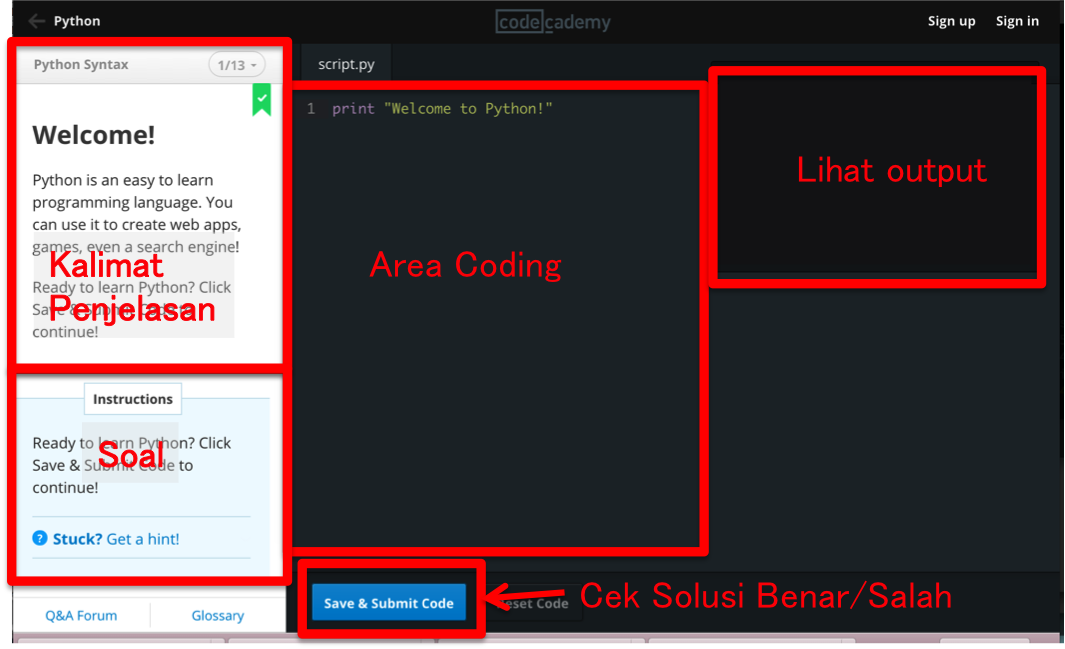 Python
codecademy
Sign up Sign in
Python Syntax
1/13
script.py
Welcome!
Python is an easy to learn
programming language. You
can use it to create web apps,
games, even a search engine!
Ready to learn Python? Click
Save & Submit Code to
continue!
Kalimat
Penjelasan
Instructions
Ready to learn Python? Click
Save & Submit Code to
continue!
Soal
? Stuck? Get a hint!
Q&A Forum Glossary
1 print "Welcome to Python!"
Area Coding
Lihat output
Save & Submit Code
Reset Code
Cek Solusi Benar/Salah